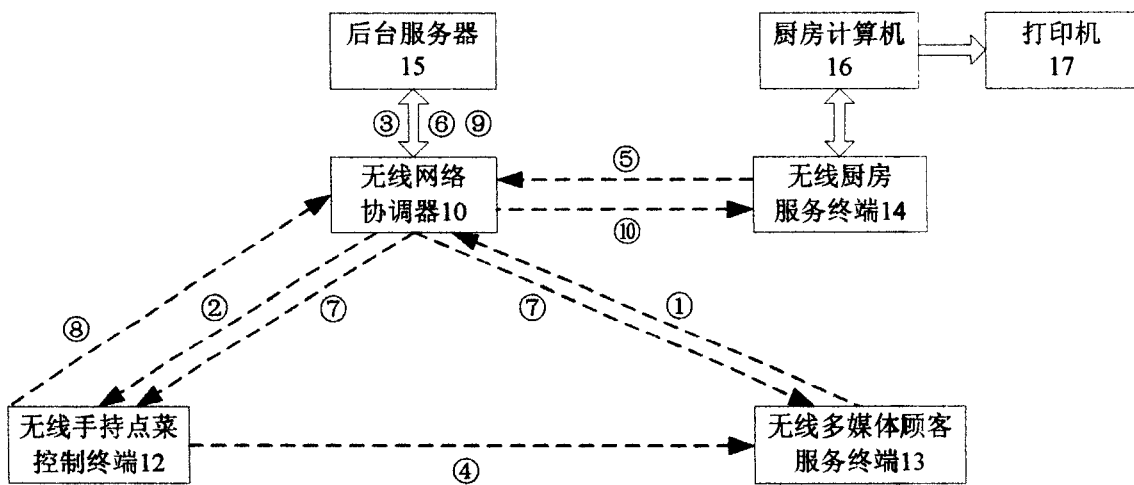 后台服务器
15
厨房计算机
16
打印机
17
③ ⑥ ⑨
无线网络
协调器10
⑤
⑩
无线厨房
服务终端14
⑧
②
⑦
⑦
①
无线手持点菜
控制终端12
④
无线多媒体顾客
服务终端13